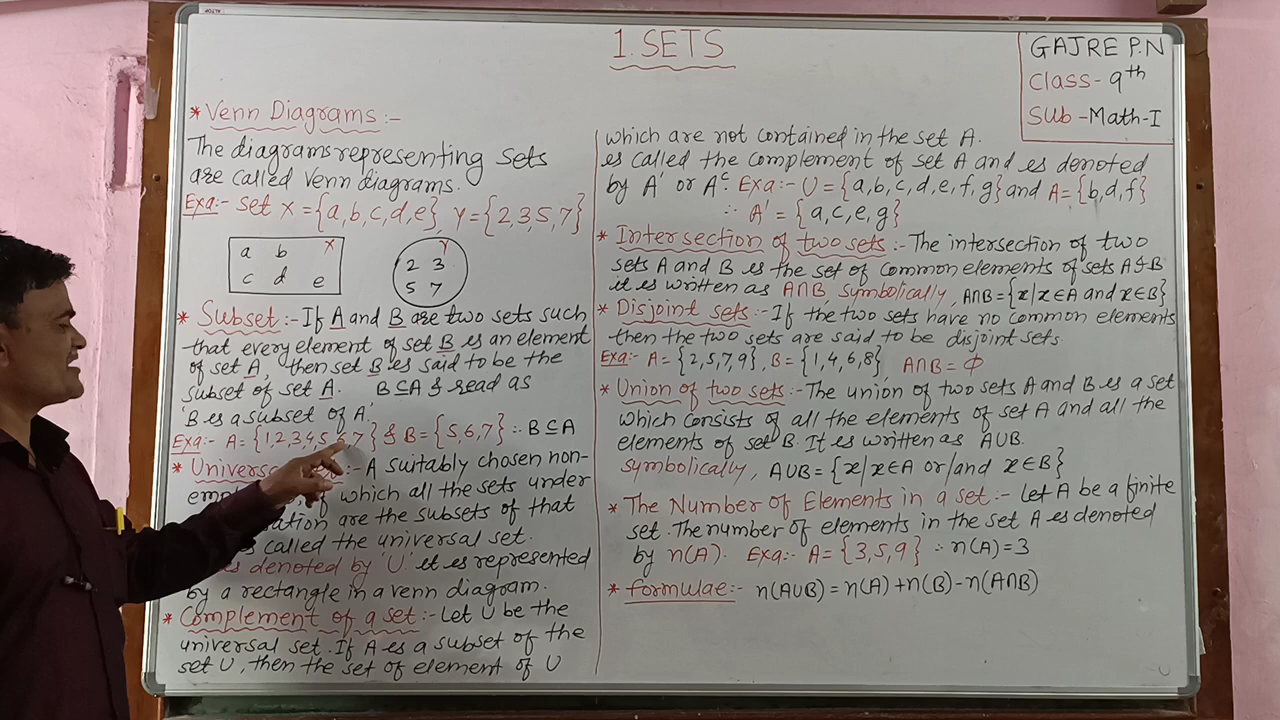 1. SETS
GAJRE P.N
Class - 9th
Sub - Math-I
* Venn Diagrams:-
The diagrams representing sets
are called Venn diagrams.
Exa:- Set X = {a,b,c,d,e}, Y = {2,3,5,7}
a b X
c d e
Y
2 3
5 7
* Subset:- If A and B are two sets such
that every element of set B is an element
of set A, then set B is said to be the
subset of set A. B⊆A & read as
'B is a subset of A'
Exa:- A = {1,2,3,4,5,6,7} & B = {5,6,7} ∴ B⊆A
* Univers :- A suitably chosen non-
emp of which all the sets under
ation are the subsets of that
is called the universal set.
is denoted by 'U' it is represented
by a rectangle in a venn diagram.
* Complement of a set:- Let U be the
universal set. If A is a subset of the
set U, then the set of element of U
which are not contained in the set A.
is called the complement of set A and is denoted
by A' or Aᶜ. Exa:- U = {a,b,c,d,e,f,g} and A = {b,d,f}
∴ A' = {a,c,e,g}
* Intersection of two sets:- The intersection of two
sets A and B is the set of common elements of sets A & B
it is written as A∩B symbolically, A∩B = {x/x∈A and x∈B}
* Disjoint sets:- If the two sets have no common elements
then the two sets are said to be disjoint sets
Exa:- A = {2,5,7,9}, B = {1,4,6,8} A∩B = ϕ
* Union of two sets:- The union of two sets A and B is a set
which consists of all the elements of set A and all the
elements of set B. It is written as A∪B.
symbolically, A∪B = {x/x∈A or/and x∈B}
* The Number of Elements in a set:- Let A be a finite
set. The number of elements in the set A is denoted
by n(A). Exa:- A = {3,5,9} ∴ n(A) = 3
* formulae:- n(A∪B) = n(A) + n(B) - n(A∩B)